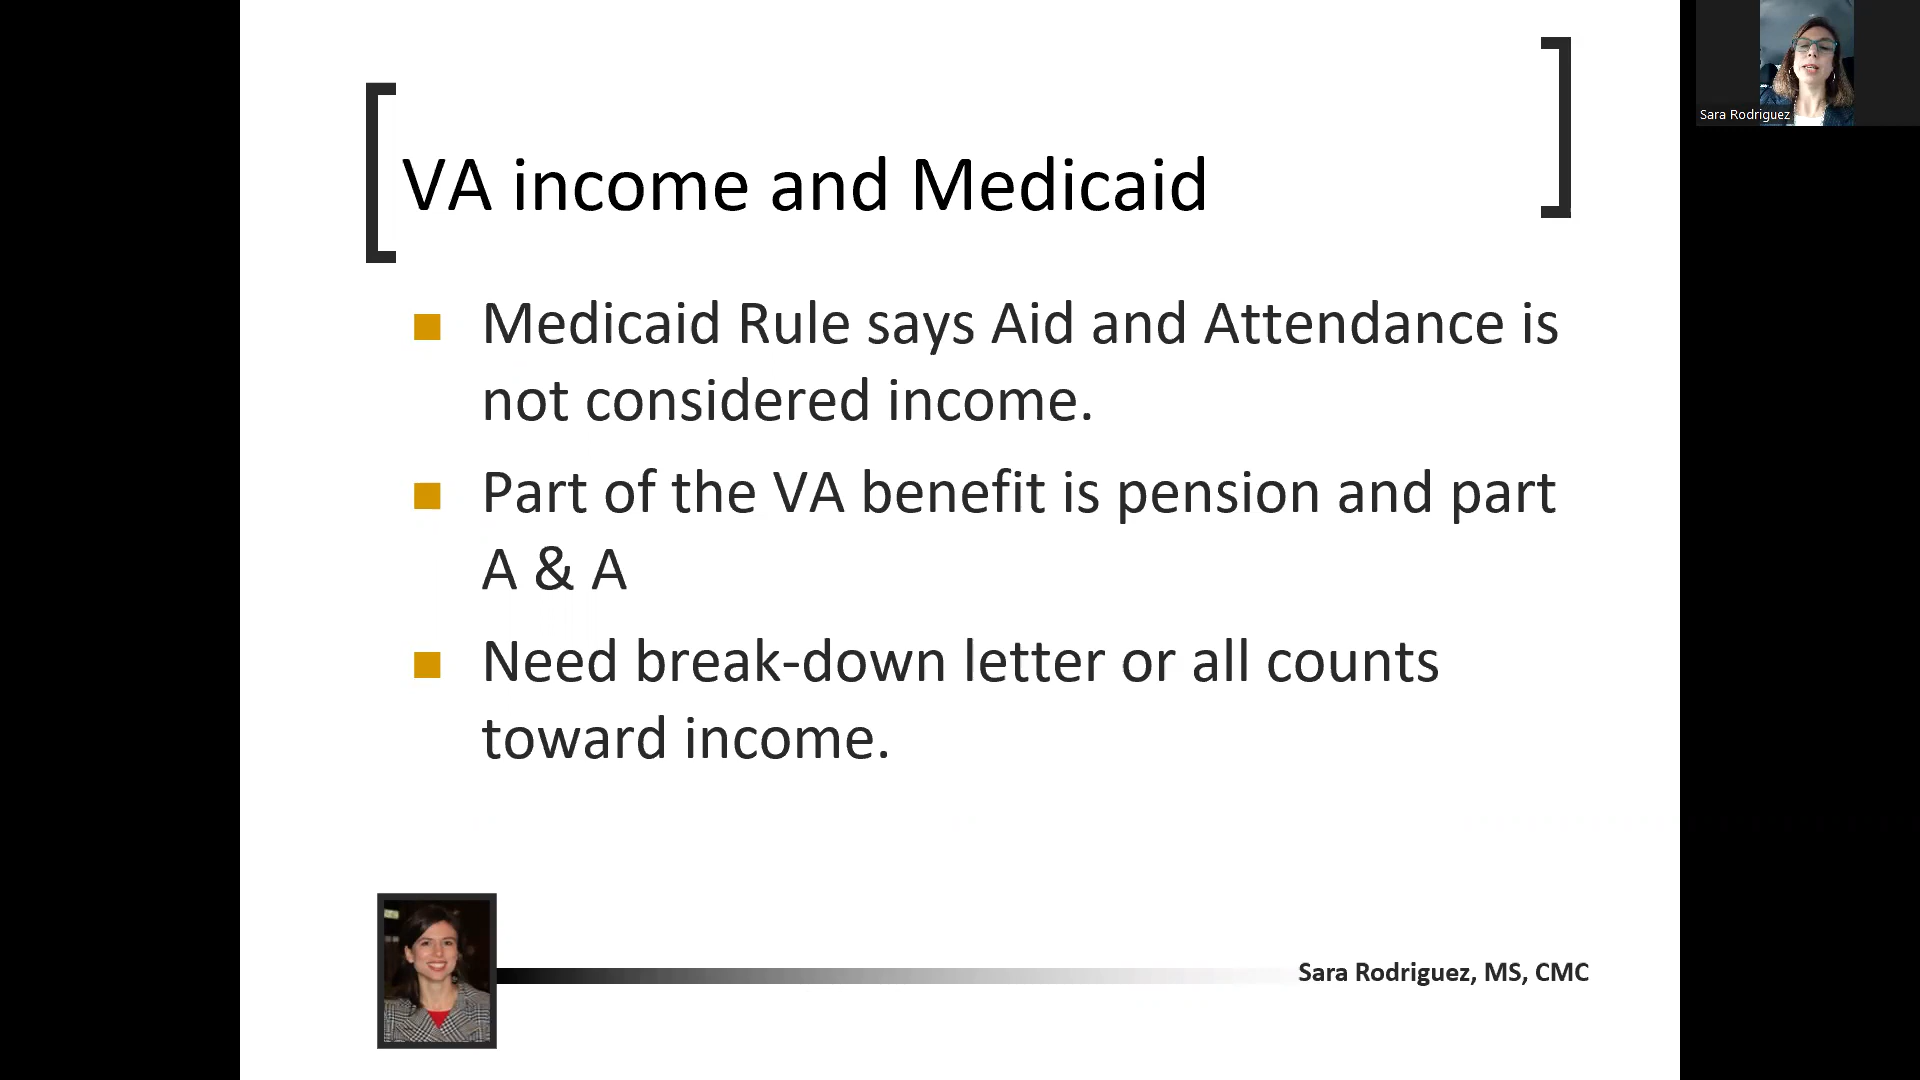 Sara Rodriguez
VA income and Medicaid
Medicaid Rule says Aid and Attendance is
not considered income.
Part of the VA benefit is pension and part
A & A
Need break-down letter or all counts
toward income.
Sara Rodriguez, MS, CMC